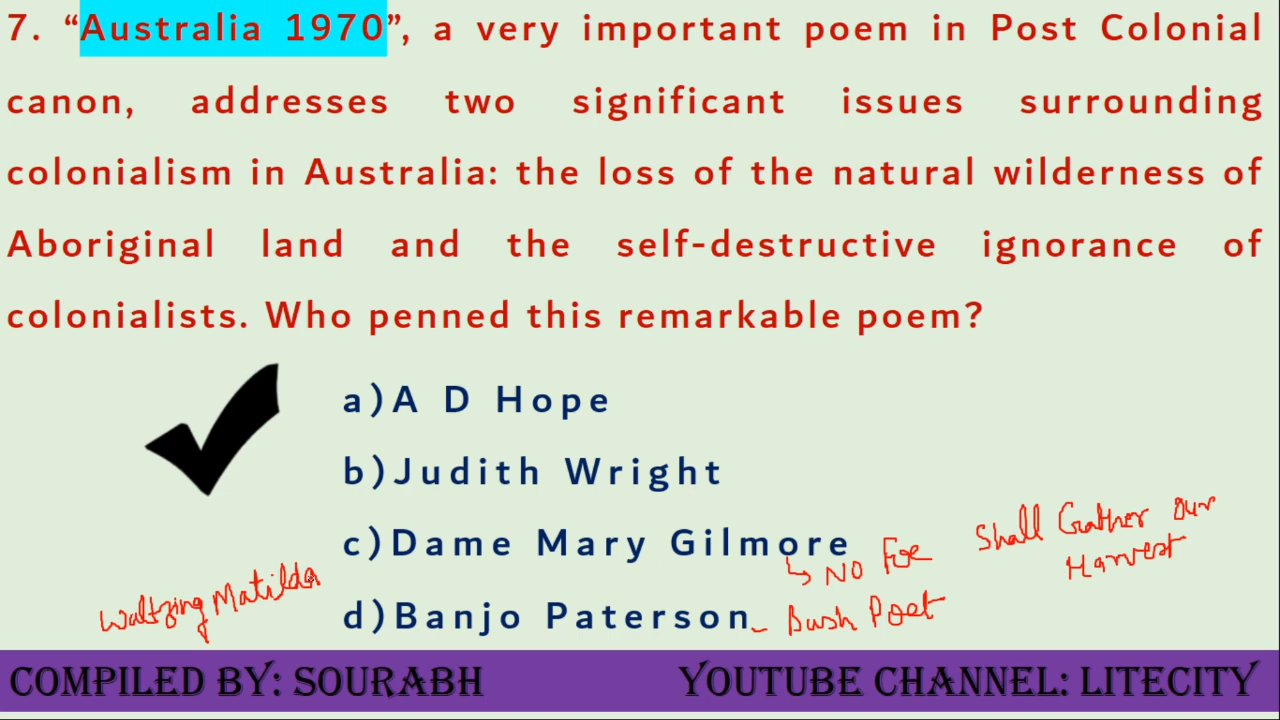 7. “Australia 1970”, a very important poem in Post Colonial
canon, addresses two significant issues surrounding
colonialism in Australia: the loss of the natural wilderness of
Aboriginal land and the self-destructive ignorance of
colonialists. Who penned this remarkable poem?
a)A D Hope
b)Judith Wright
c)Dame Mary Gilmore
↳ No Foe Shall Gather our
Harvest
Waltzing Matilda
d)Banjo Paterson - Bush Poet
COMPILED BY: SOURABH YOUTUBE CHANNEL: LITECITY